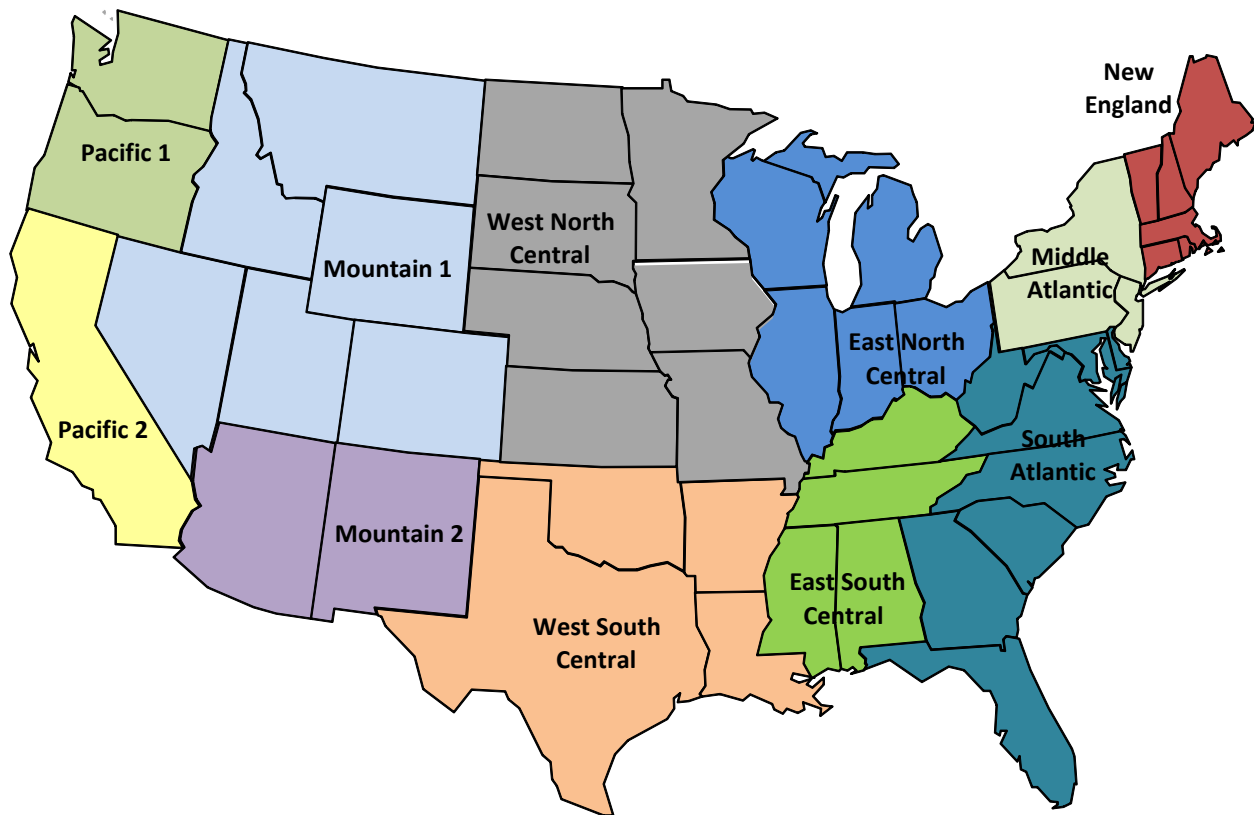 New
England
Pacific 1
West North
Central
Mountain 1
Middle
Atlantic
East North
Central
Pacific 2
South
Atlantic
Mountain 2
East South
Central
West South
Central